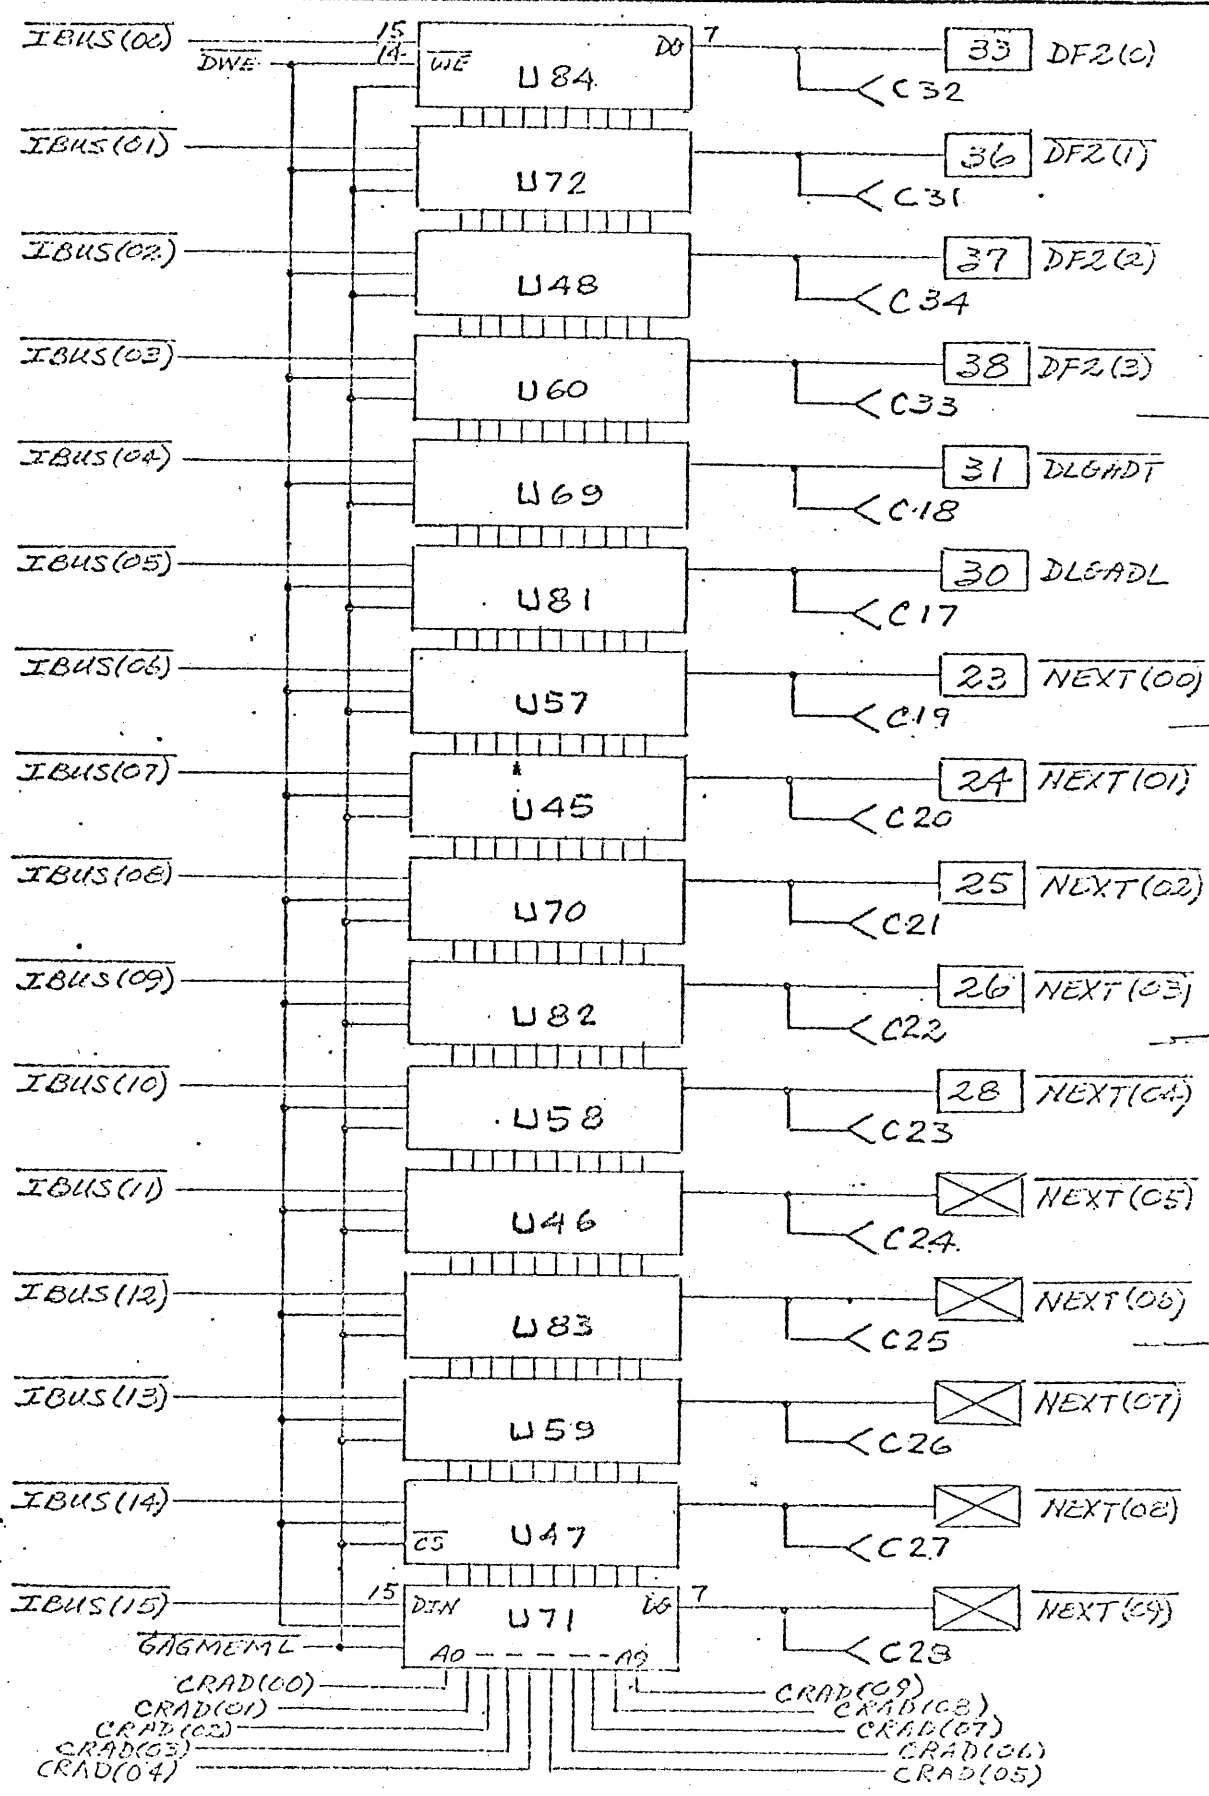 IBUS(00) 15 DO 7 33 DF2(0)
DWE 14 WE U84 C32
IBUS(01) U72 36 DF2(1)
C31
IBUS(02) U48 37 DF2(2)
C34
IBUS(03) U60 38 DF2(3)
C33
IBUS(04) U69 31 DLGADT
C18
IBUS(05) U81 30 DLGADL
C17
IBUS(06) U57 23 NEXT(00)
C19
IBUS(07) U45 24 NEXT(01)
C20
IBUS(08) U70 25 NEXT(02)
C21
IBUS(09) U82 26 NEXT(03)
C22
IBUS(10) U58 28 NEXT(04)
C23
IBUS(11) U46 NEXT(05)
C24
IBUS(12) U83 NEXT(06)
C25
IBUS(13) U59 NEXT(07)
C26
IBUS(14) U47 NEXT(08)
CS C27
IBUS(15) 15 DIN U71 DO 7 NEXT(09)
GAGMEML A0 - - - - - A9 C28
CRAD(00) CRAD(09)
CRAD(01) CRAD(08)
CRAD(02) CRAD(07)
CRAD(03) CRAD(06)
CRAD(04) CRAD(05)